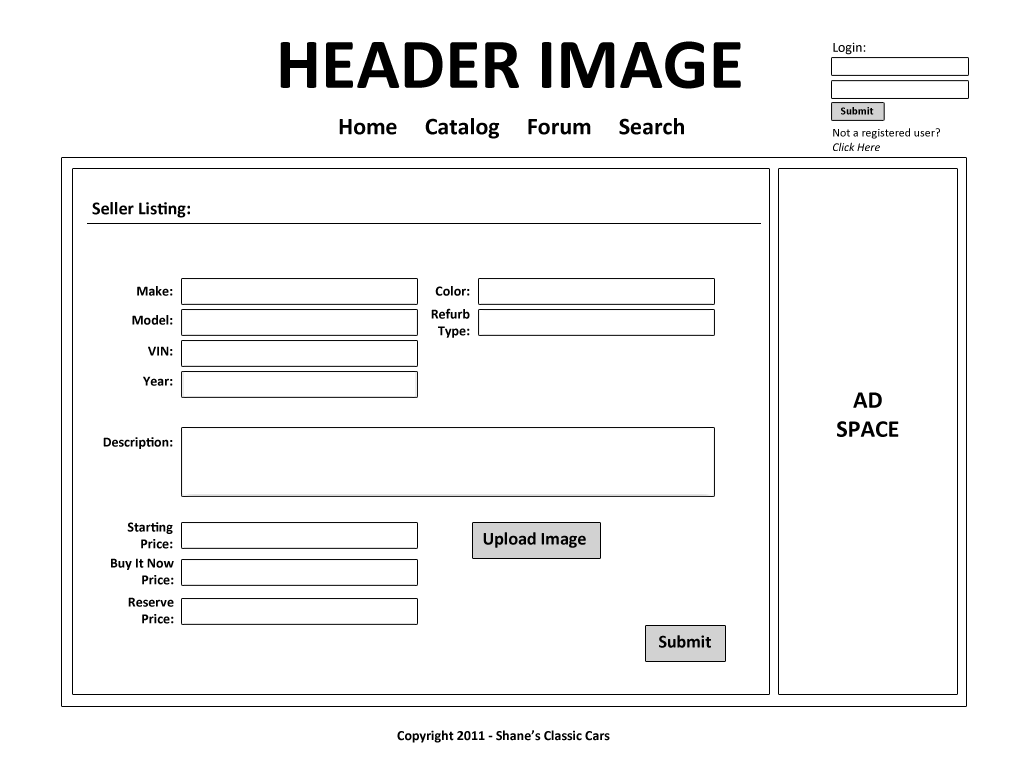 HEADER IMAGE
Login:
Submit
Not a registered user?
Click Here
Home Catalog Forum Search
Seller Listing:
Make:
Color:
Model:
Refurb
Type:
VIN:
Year:
Description:
Starting
Price:
Upload Image
Buy It Now
Price:
Reserve
Price:
Submit
AD
SPACE
Copyright 2011 - Shane’s Classic Cars